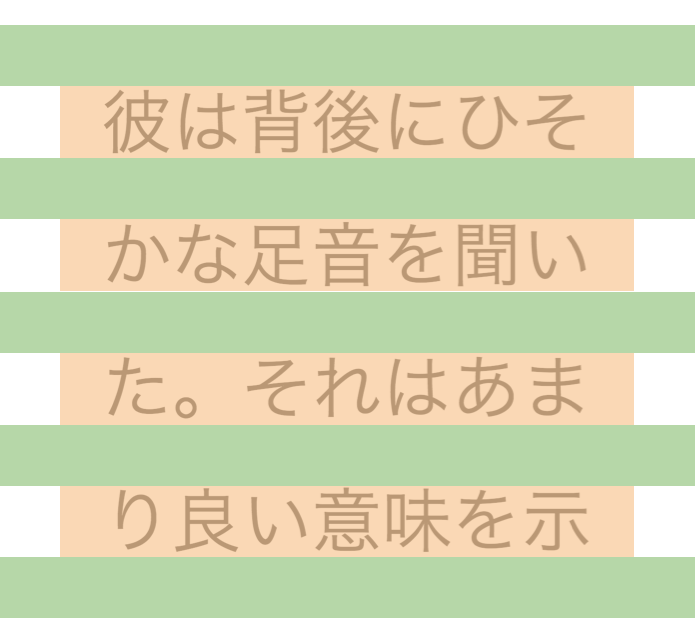 彼は背後にひそ
かな足音を聞い
た。それはあま
り良い意味を示